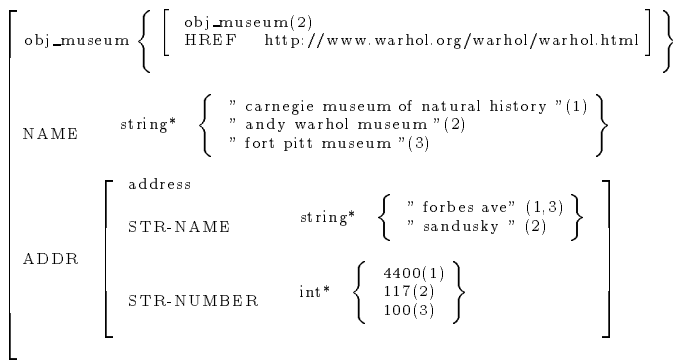 obj_museum(2)
HREF http://www.warhol.org/warhol/warhol.html
obj_museum
NAME string* " carnegie museum of natural history "(1)
" andy warhol museum "(2)
" fort pitt museum "(3)
ADDR address
STR-NAME string* " forbes ave" (1,3)
" sandusky " (2)
STR-NUMBER int* 4400(1)
117(2)
100(3)